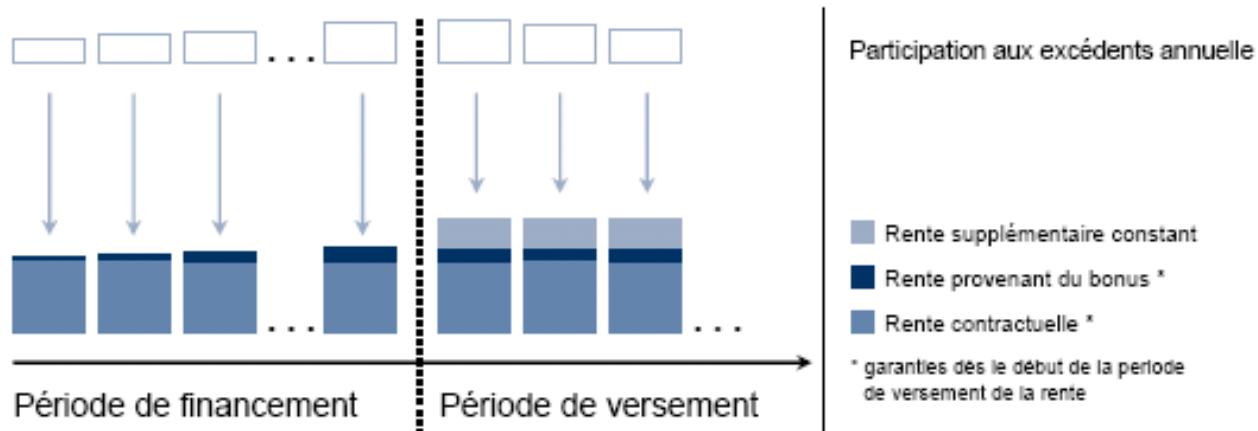 Participation aux excédents annuelle
...
...
...
Rente supplémentaire constant
Rente provenant du bonus *
Rente contractuelle *
* garanties dès le début de la periode
de versement de la rente
Période de financement
Période de versement